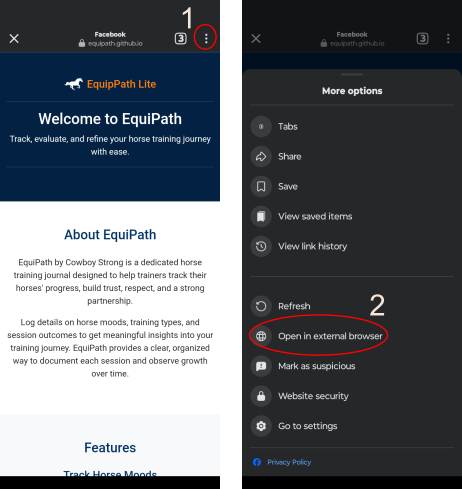 1
Facebook
equipath.github.io
3
EquipPath Lite
Welcome to EquiPath
Track, evaluate, and refine your horse training journey
with ease.
About EquiPath
EquiPath by Cowboy Strong is a dedicated horse
training journal designed to help trainers track their
horses' progress, build trust, respect, and a strong
partnership.
Log details on horse moods, training types, and
session outcomes to get meaningful insights into your
training journey. EquiPath provides a clear, organized
way to document each session and observe growth
over time.
Features
Track Horse Moods
Facebook
equipath.github.io
3
More options
Tabs
Share
Save
View saved items
View link history
2
Refresh
Open in external browser
Mark as suspicious
Website security
Go to settings
Privacy Policy